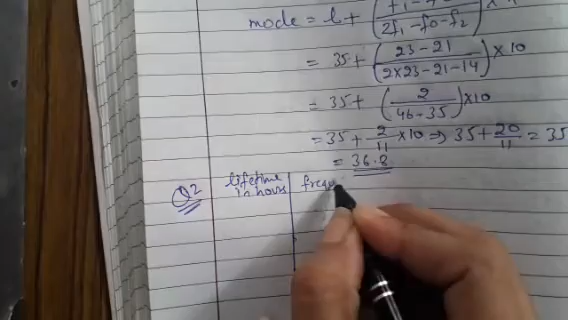 mode = l + (f₁-f₀ / 2f₁-f0-f₂) ×
= 35 + (23-21 / 2×23-21-14) × 10
= 35 + (2 / 46-35) × 10
= 35 + 2/11 × 10 ⇒ 35 + 20/11 = 35
= 36.8
Q2 lifetime in hours frequ